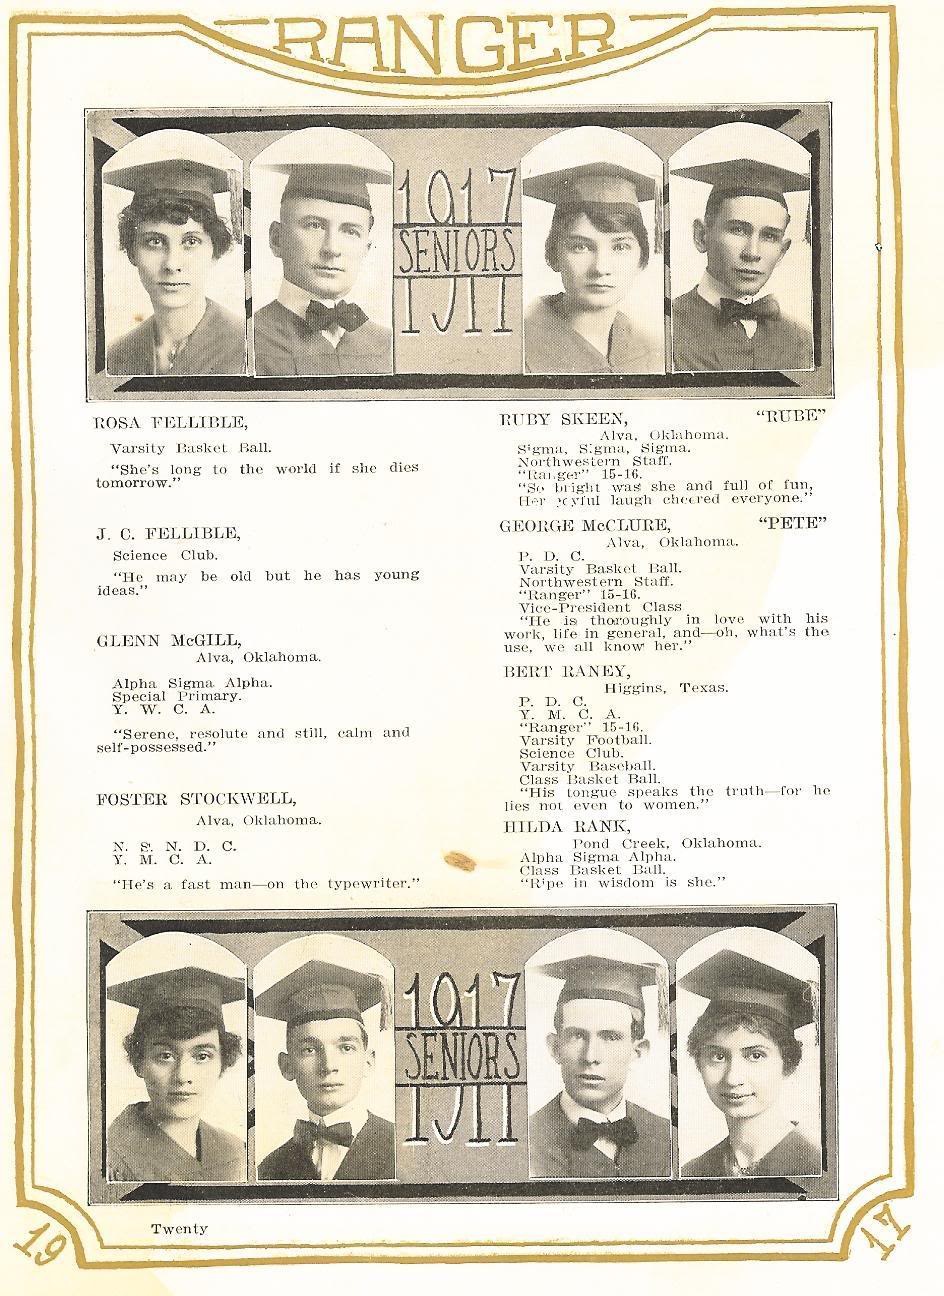 RANGER
1917
SENIORS
1917
ROSA FELLIBLE,
Varsity Basket Ball.
"She's long to the world if she dies
tomorrow."
J. C. FELLIBLE,
Science Club.
"He may be old but he has young
ideas."
GLENN McGILL,
Alva, Oklahoma.
Alpha Sigma Alpha.
Special Primary.
Y. W. C. A.
"Serene, resolute and still, calm and
self-possessed."
FOSTER STOCKWELL,
Alva, Oklahoma.
N. S. N. D. C.
Y. M. C. A.
"He's a fast man—on the typewriter."
RUBY SKEEN, "RUBE"
Alva, Oklahoma.
Sigma, Sigma, Sigma.
Northwestern Staff.
"Ranger" 15-16.
"So bright was she and full of fun,
Her joyful laugh cheered everyone."
GEORGE McCLURE, "PETE"
Alva, Oklahoma.
P. D. C.
Varsity Basket Ball.
Northwestern Staff.
"Ranger" 15-16.
Vice-President Class
"He is thoroughly in love with his
work, life in general, and—oh, what's the
use, we all know her."
BERT RANEY,
Higgins, Texas.
P. D. C.
Y. M. C. A.
"Ranger" 15-16.
Varsity Football.
Science Club.
Varsity Baseball.
Class Basket Ball.
"His tongue speaks the truth—for he
lies not even to women."
HILDA RANK,
Pond Creek, Oklahoma.
Alpha Sigma Alpha.
Class Basket Ball.
"Ripe in wisdom is she."
1917
SENIORS
1917
Twenty
19
17